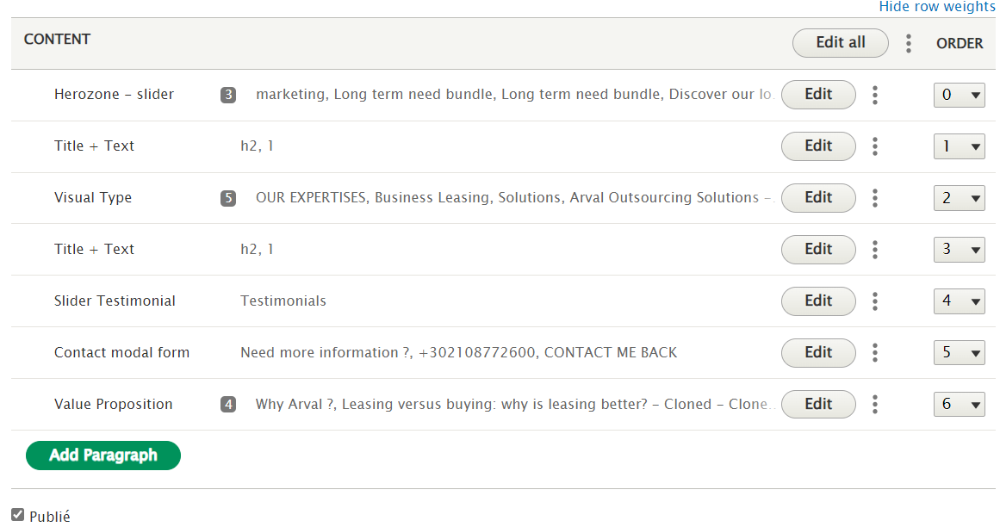 Hide row weights
CONTENT Edit all ORDER
Herozone - slider 3 marketing, Long term need bundle, Long term need bundle, Discover our lo Edit 0
Title + Text h2, 1 Edit 1
Visual Type 5 OUR EXPERTISES, Business Leasing, Solutions, Arval Outsourcing Solutions -.. Edit 2
Title + Text h2, 1 Edit 3
Slider Testimonial Testimonials Edit 4
Contact modal form Need more information ?, +302108772600, CONTACT ME BACK Edit 5
Value Proposition 4 Why Arval ?, Leasing versus buying: why is leasing better? - Cloned - Clone... Edit 6
Add Paragraph
Publié